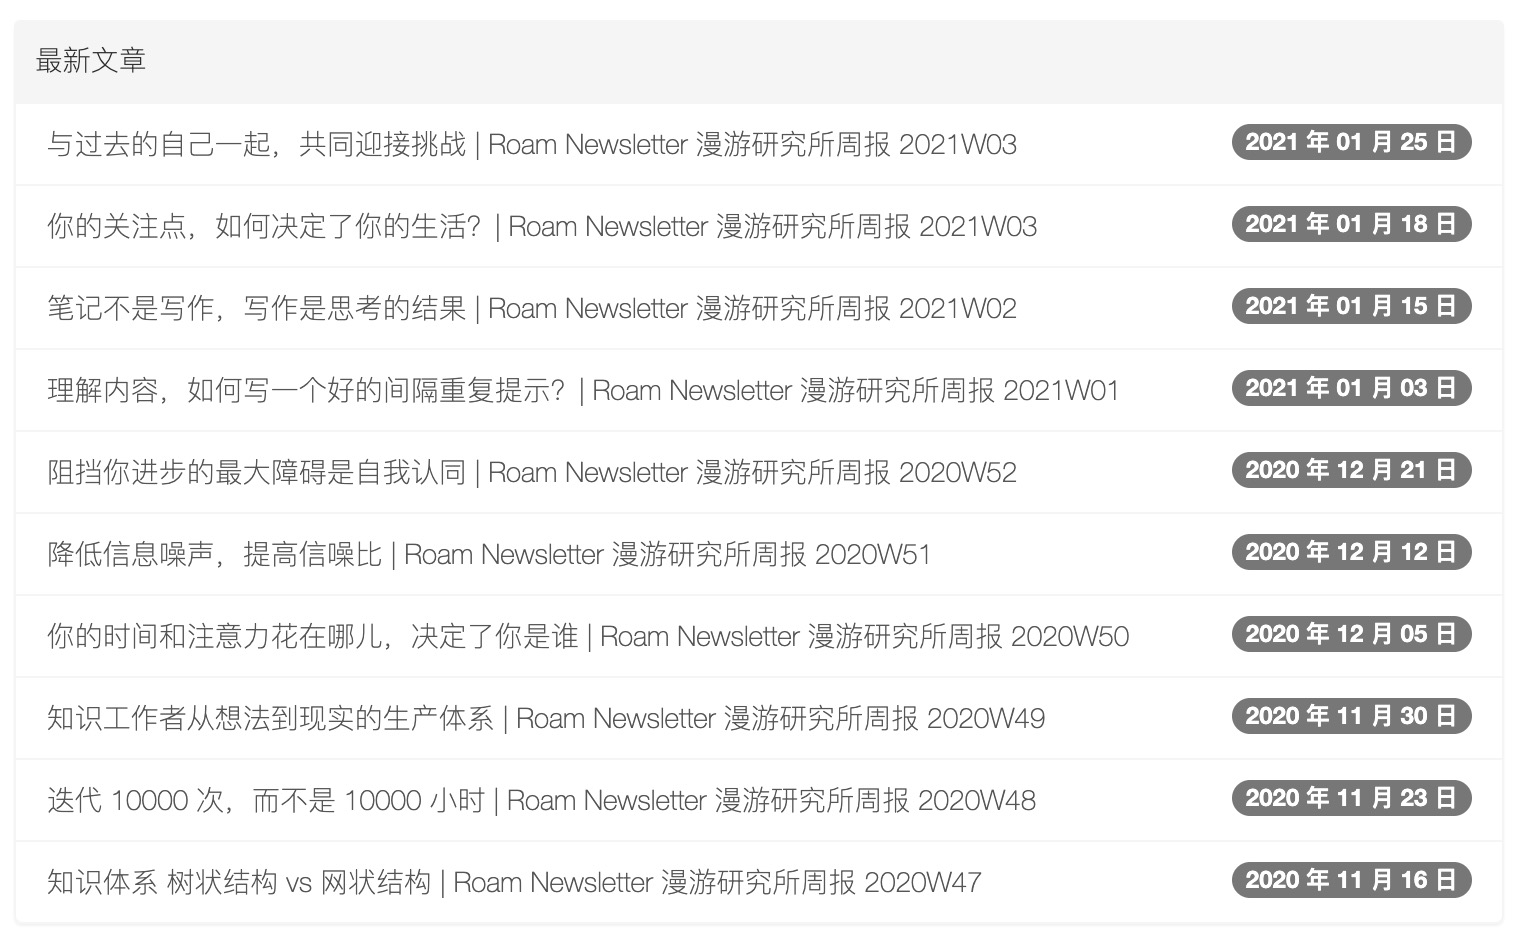 最新文章
与过去的自己一起，共同迎接挑战 | Roam Newsletter 漫游研究所周报 2021W03 2021 年 01 月 25 日
你的关注点，如何决定了你的生活？| Roam Newsletter 漫游研究所周报 2021W03 2021 年 01 月 18 日
笔记不是写作，写作是思考的结果 | Roam Newsletter 漫游研究所周报 2021W02 2021 年 01 月 15 日
理解内容，如何写一个好的间隔重复提示？| Roam Newsletter 漫游研究所周报 2021W01 2021 年 01 月 03 日
阻挡你进步的最大障碍是自我认同 | Roam Newsletter 漫游研究所周报 2020W52 2020 年 12 月 21 日
降低信息噪声，提高信噪比 | Roam Newsletter 漫游研究所周报 2020W51 2020 年 12 月 12 日
你的时间和注意力花在哪儿，决定了你是谁 | Roam Newsletter 漫游研究所周报 2020W50 2020 年 12 月 05 日
知识工作者从想法到现实的生产体系 | Roam Newsletter 漫游研究所周报 2020W49 2020 年 11 月 30 日
迭代 10000 次，而不是 10000 小时 | Roam Newsletter 漫游研究所周报 2020W48 2020 年 11 月 23 日
知识体系 树状结构 vs 网状结构 | Roam Newsletter 漫游研究所周报 2020W47 2020 年 11 月 16 日